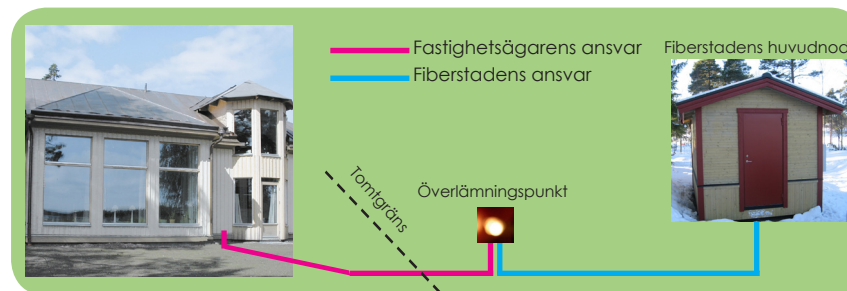 Fastighetsägarens ansvar
Fiberstadens huvudnod
Fiberstadens ansvar
Tomtgräns
Överlämningspunkt